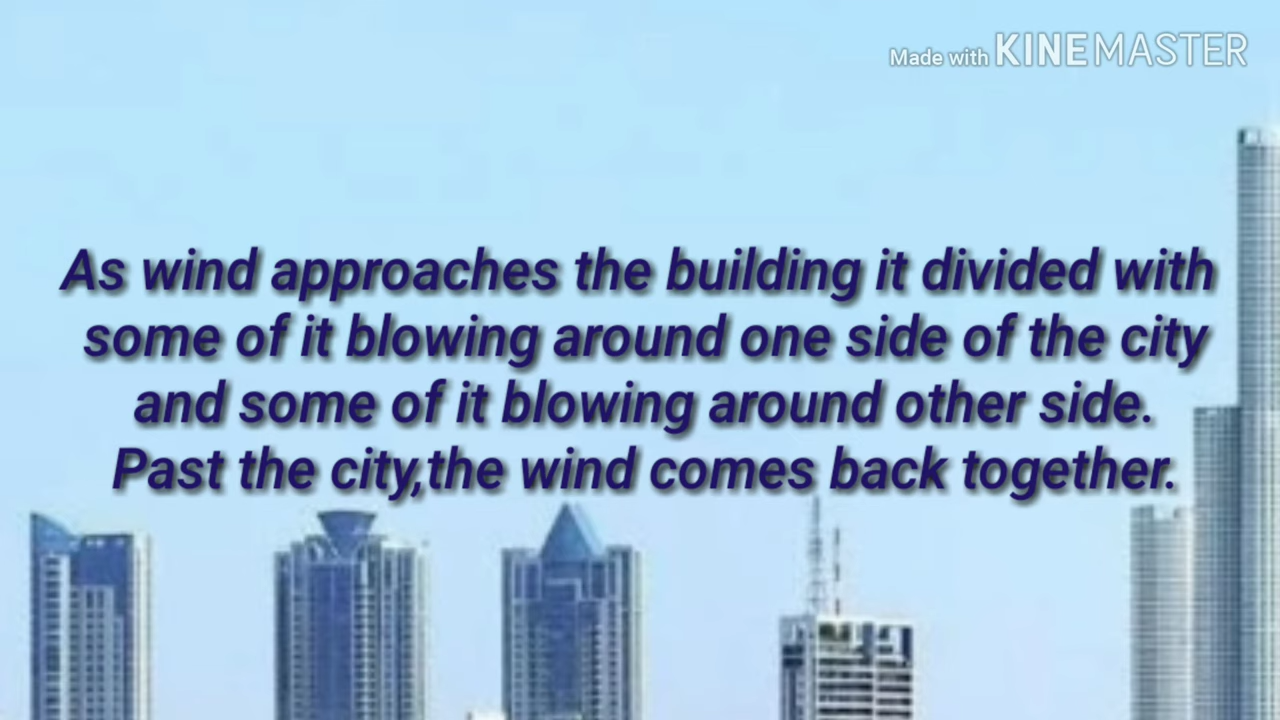 Made with KINEMASTER
As wind approaches the building it divided with
some of it blowing around one side of the city
and some of it blowing around other side.
Past the city,the wind comes back together.